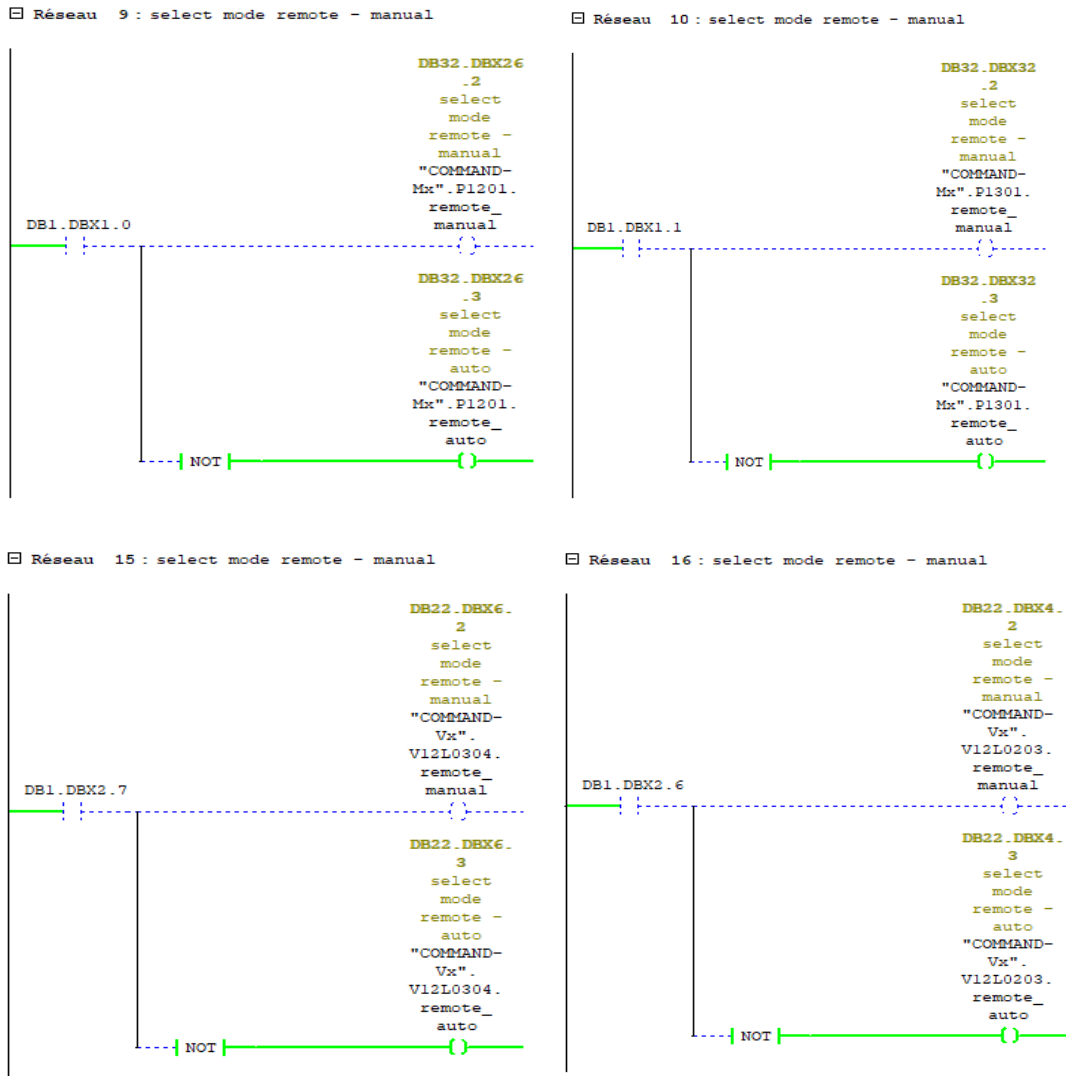 Réseau 9 : select mode remote - manual
DB32.DBX26
.2
select
mode
remote -
manual
"COMMAND-
Mx".P1201.
remote_
manual
DB1.DBX1.0
DB32.DBX26
.3
select
mode
remote -
auto
"COMMAND-
Mx".P1201.
remote_
auto
NOT
Réseau 10 : select mode remote - manual
DB32.DBX32
.2
select
mode
remote -
manual
"COMMAND-
Mx".P1301.
remote_
manual
DB1.DBX1.1
DB32.DBX32
.3
select
mode
remote -
auto
"COMMAND-
Mx".P1301.
remote_
auto
NOT
Réseau 15 : select mode remote - manual
DB22.DBX6.
2
select
mode
remote -
manual
"COMMAND-
Vx".
V12L0304.
remote_
manual
DB1.DBX2.7
DB22.DBX6.
3
select
mode
remote -
auto
"COMMAND-
Vx".
V12L0304.
remote_
auto
NOT
Réseau 16 : select mode remote - manual
DB22.DBX4.
2
select
mode
remote -
manual
"COMMAND-
Vx".
V12L0203.
remote_
manual
DB1.DBX2.6
DB22.DBX4.
3
select
mode
remote -
auto
"COMMAND-
Vx".
V12L0203.
remote_
auto
NOT